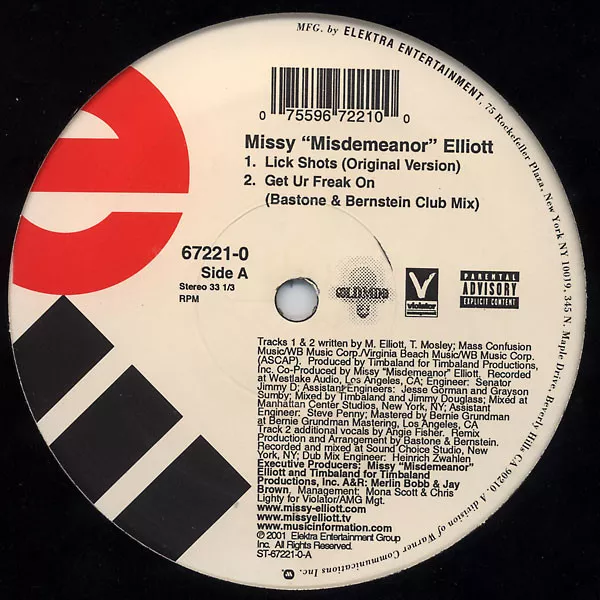 MFG. by ELEKTRA ENTERTAINMENT, 75 Rockefeller Plaza, New York NY 10019, 345 N. Maple Drive, Beverly Hills CA 90210. A division of Warner Communications Inc.
0 75596 72210 0
Missy "Misdemeanor" Elliott
1. Lick Shots (Original Version)
2. Get Ur Freak On
(Bastone & Bernstein Club Mix)
67221-0
Side A
Stereo 33 1/3
RPM
V
Violator
PARENTAL
ADVISORY
EXPLICIT CONTENT
Tracks 1 & 2 written by M. Elliott, T. Mosley; Mass Confusion
Music/WB Music Corp./Virginia Beach Music/WB Music Corp.
(ASCAP). Produced by Timbaland for Timbaland Productions,
Inc. Co-Produced by Missy "Misdemeanor" Elliott, Recorded
at Westlake Audio, Los Angeles, CA; Engineer: Senator
Jimmy D; Assistant Engineers: Jesse Gorman and Grayson
Sumby; Mixed by Timbaland and Jimmy Douglass; Mixed at
Manhattan Center Studios, New York, NY; Assistant
Engineer: Steve Penny; Mastered by Bernie Grundman
at Bernie Grundman Mastering, Los Angeles, CA
Track 2 additional vocals by Angie Fisher. Remix
Production and Arrangement by Bastone & Bernstein.
Recorded and mixed at Sound Choice Studio, New
York, NY; Dub Mix Engineer: Heinrich Zwahlen
Executive Producers: Missy "Misdemeanor"
Elliott and Timbaland for Timbaland
Productions, Inc. A&R: Merlin Bobb & Jay
Brown. Management: Mona Scott & Chris
Lighty for Violator/AMG Mgt.
www.missy-elliott.com
www.missyelliott.tv
www.musicinformation.com
℗ 2001 Elektra Entertainment Group
Inc. All Rights Reserved.
ST-67221-0-A